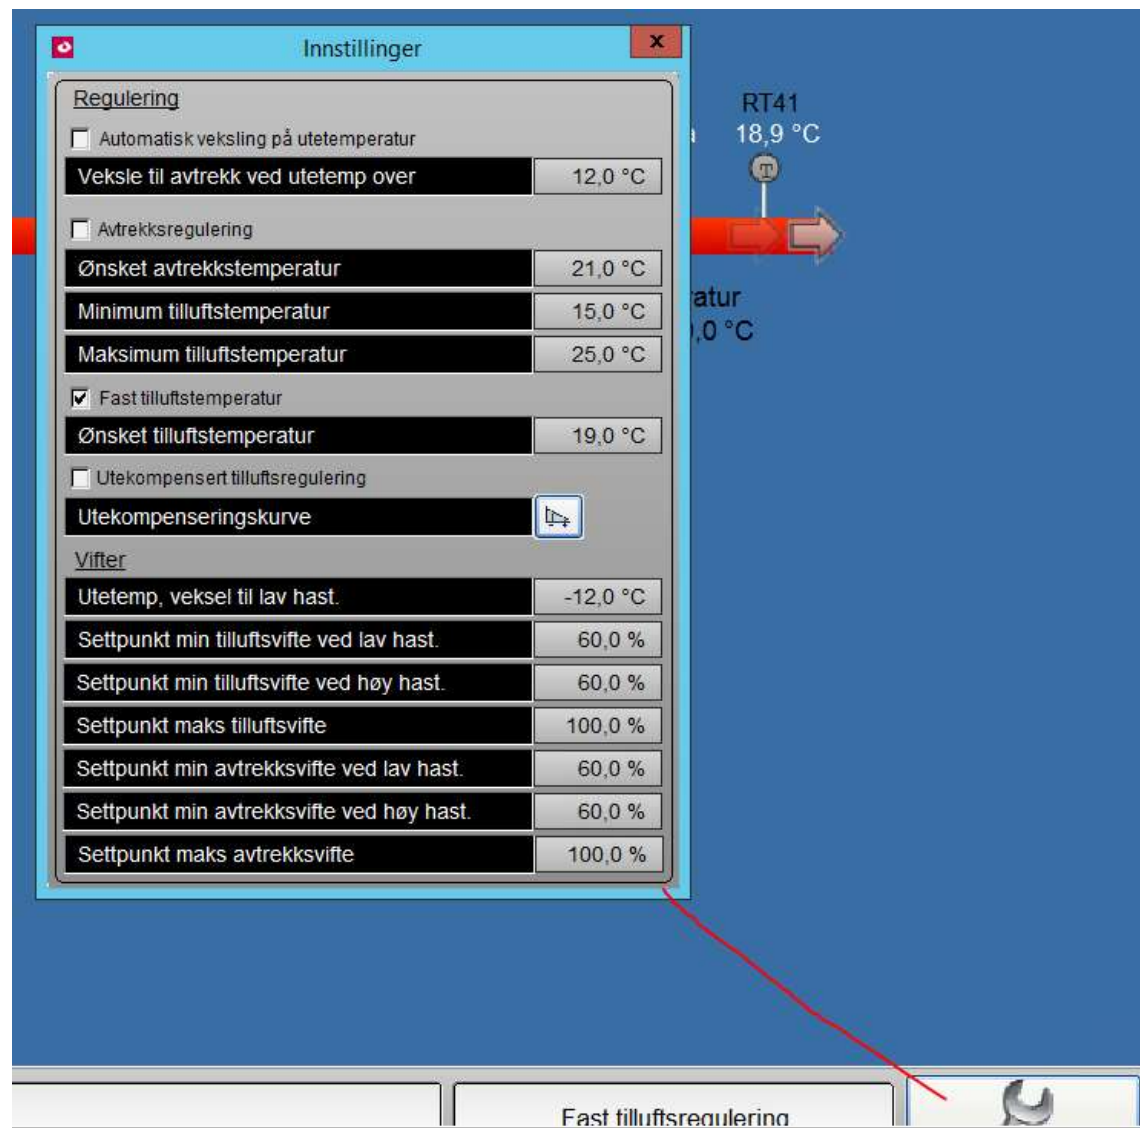 Innstillinger
x
Regulering
RT41
Automatisk veksling på utetemperatur
18,9 °C
Veksle til avtrekk ved utetemp over 12,0 °C
T
Avtrekksregulering
Ønsket avtrekkstemperatur 21,0 °C
Minimum tilluftstemperatur 15,0 °C
atur
,0 °C
Maksimum tilluftstemperatur 25,0 °C
Fast tilluftstemperatur
Ønsket tilluftstemperatur 19,0 °C
Utekompensert tilluftsregulering
Utekompenseringskurve
Vifter
Utetemp, veksel til lav hast. -12,0 °C
Settpunkt min tilluftsvifte ved lav hast. 60,0 %
Settpunkt min tilluftsvifte ved høy hast. 60,0 %
Settpunkt maks tilluftsvifte 100,0 %
Settpunkt min avtrekksvifte ved lav hast. 60,0 %
Settpunkt min avtrekksvifte ved høy hast. 60,0 %
Settpunkt maks avtrekksvifte 100,0 %
Fast tilluftsregulering